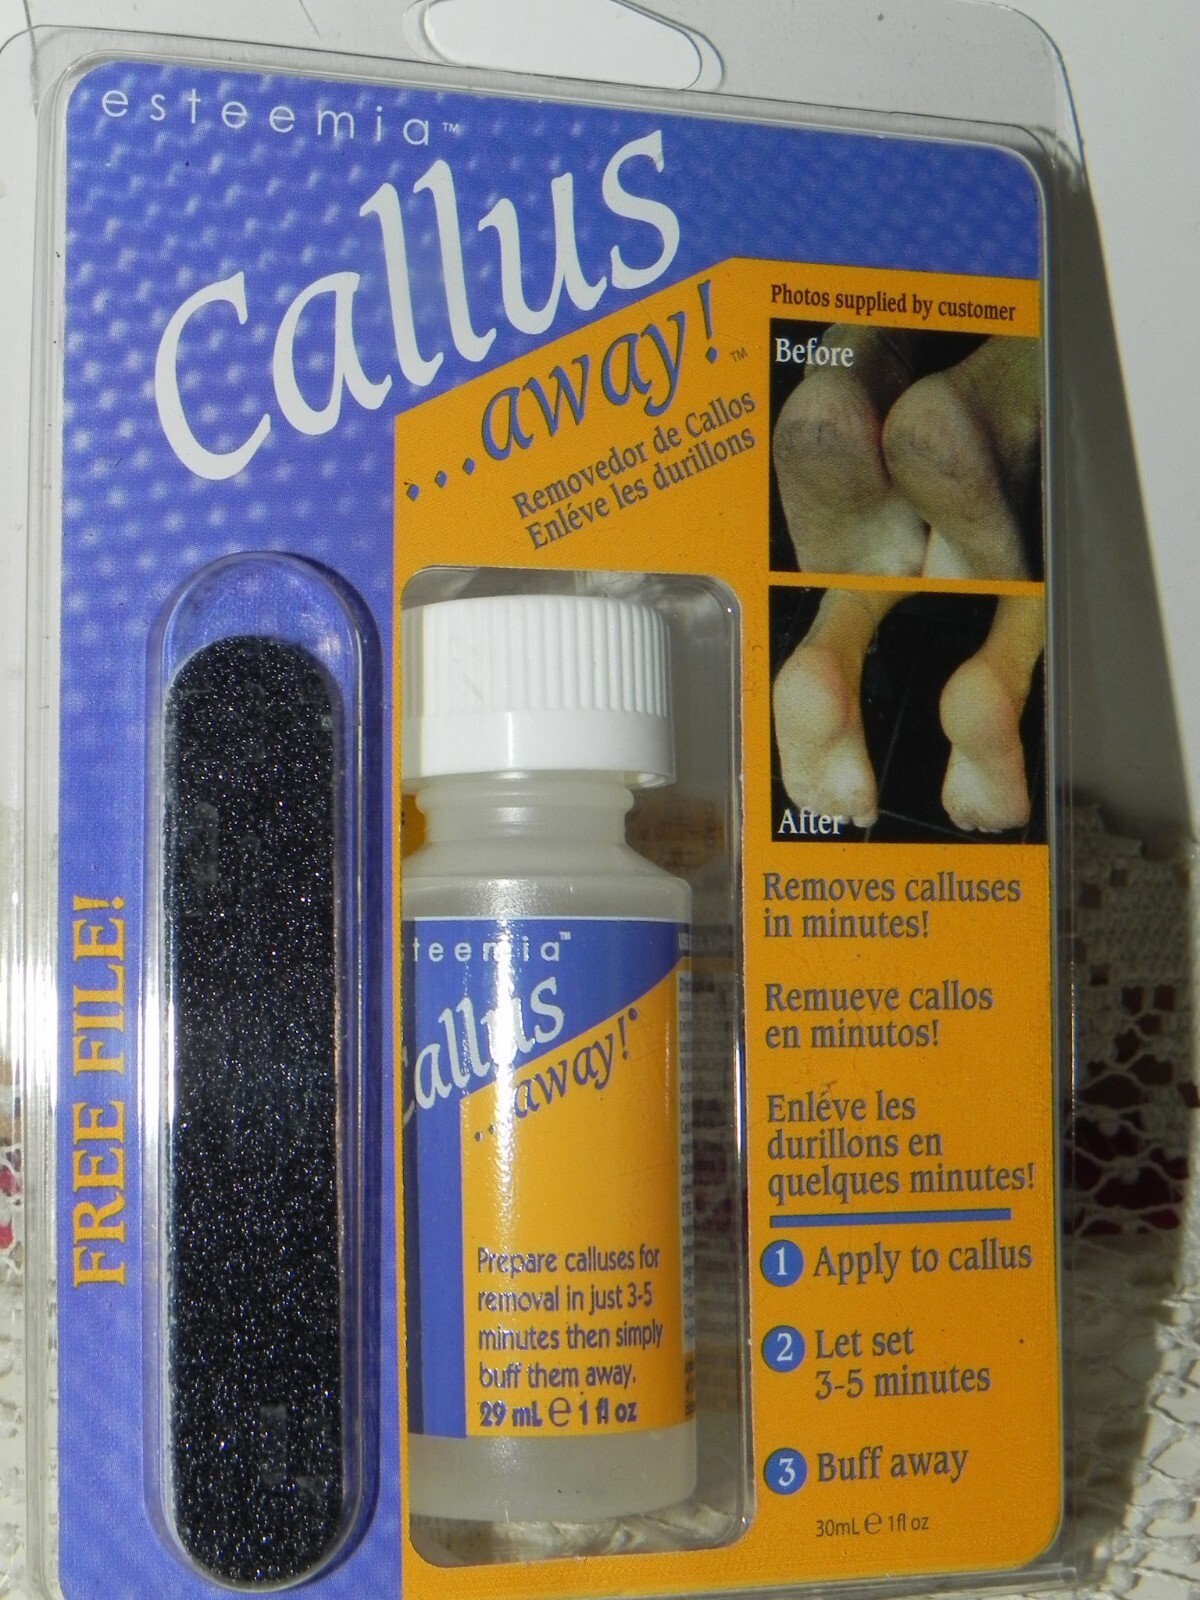 esteemia™
Callus
...away!™
Removedor de Callos
Enléve les durillons
Photos supplied by customer
Before
After
Removes calluses
in minutes!
Remueve callos
en minutos!
Enléve les
durillons en
quelques minutes!
1 Apply to callus
2 Let set
3-5 minutes
3 Buff away
30mL ℮ 1fl oz
FREE FILE!
steemia™
Callus
...away!
Prepare calluses for
removal in just 3-5
minutes then simply
buff them away.
29 mL ℮ 1 fl oz